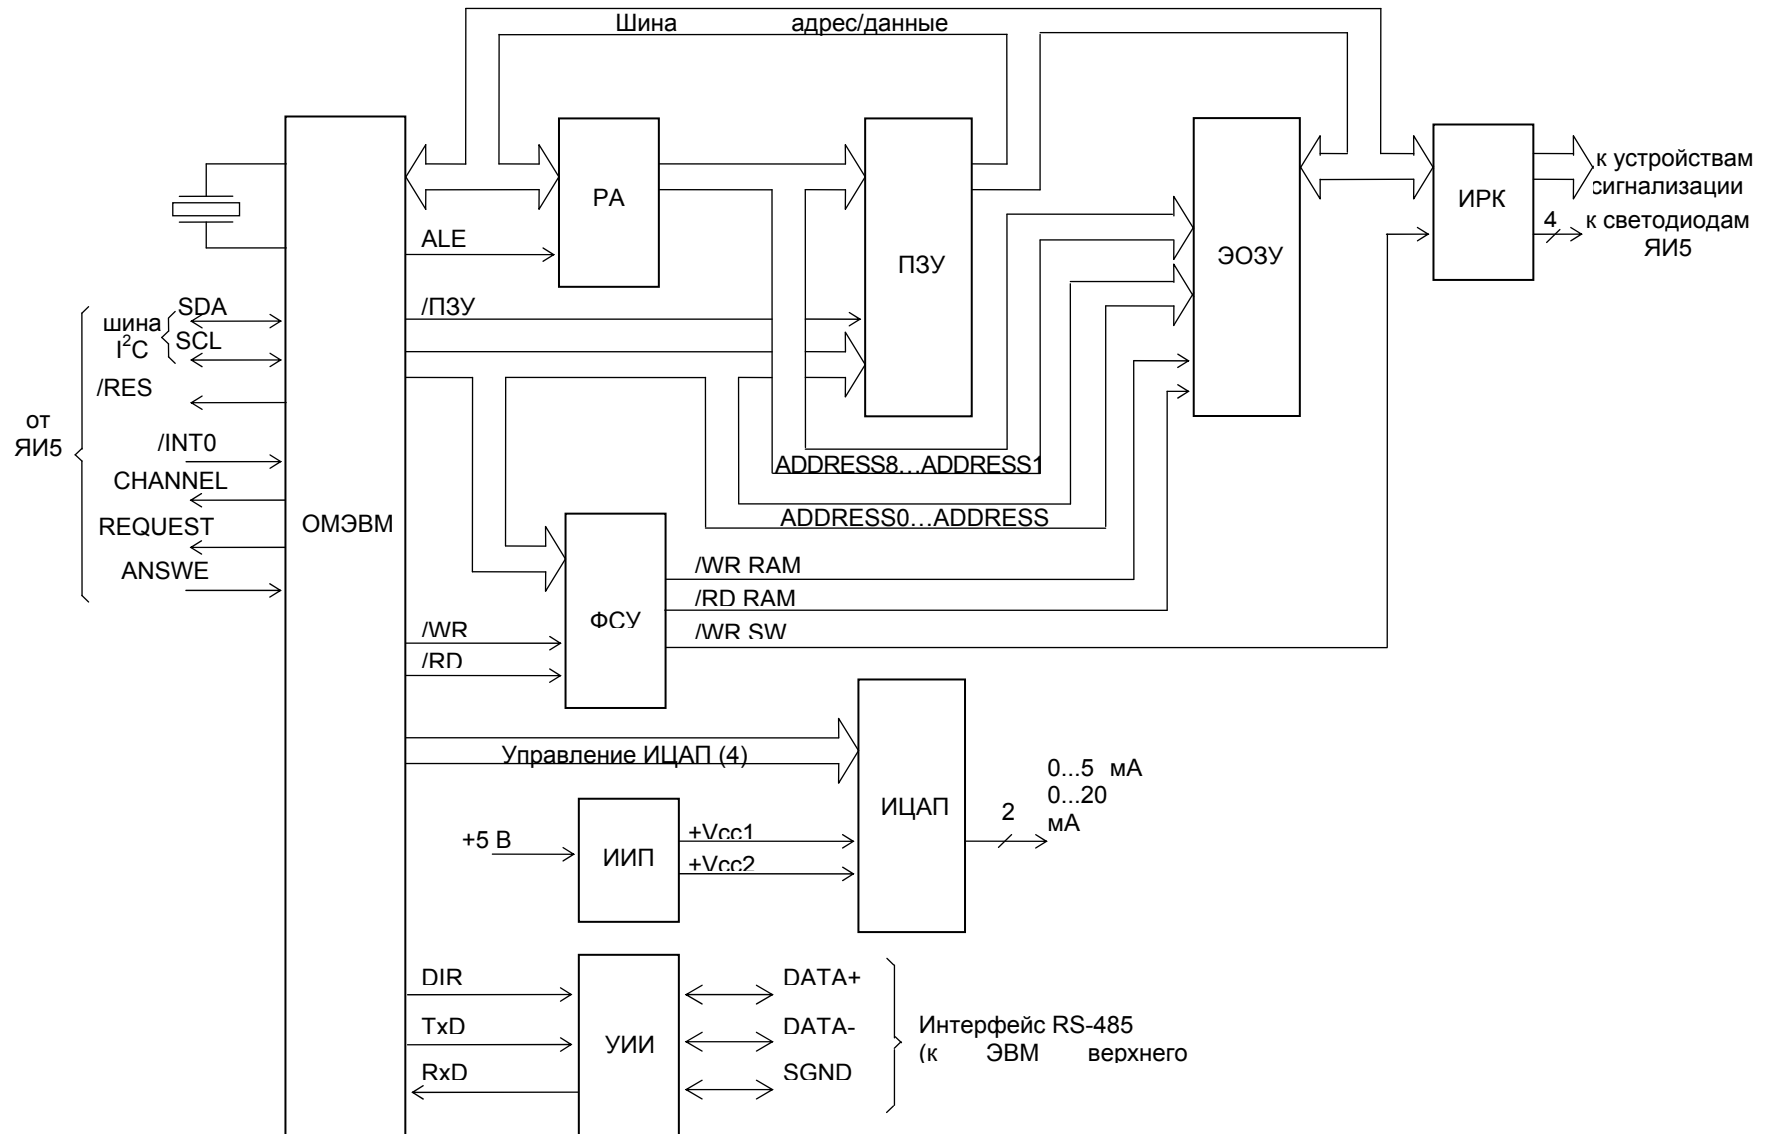 Шина адрес/данные
РА
ПЗУ
ЭОЗУ
ИРК
к устройствам
сигнализации
4
к светодиодам
ЯИ5
ALE
/ПЗУ
шина
I²C
SDA
SCL
/RES
от
ЯИ5
/INT0
CHANNEL
REQUEST
ANSWE
ОМЭВМ
ADDRESS8...ADDRESS1
ADDRESS0...ADDRESS
ФСУ
/WR
/RD
/WR RAM
/RD RAM
/WR SW
Управление ИЦАП (4)
ИЦАП
2
0...5 мА
0...20
мА
+5 В
ИИП
+Vcc1
+Vcc2
DIR
TxD
RxD
УИИ
DATA+
DATA-
SGND
Интерфейс RS-485
(к ЭВМ верхнего